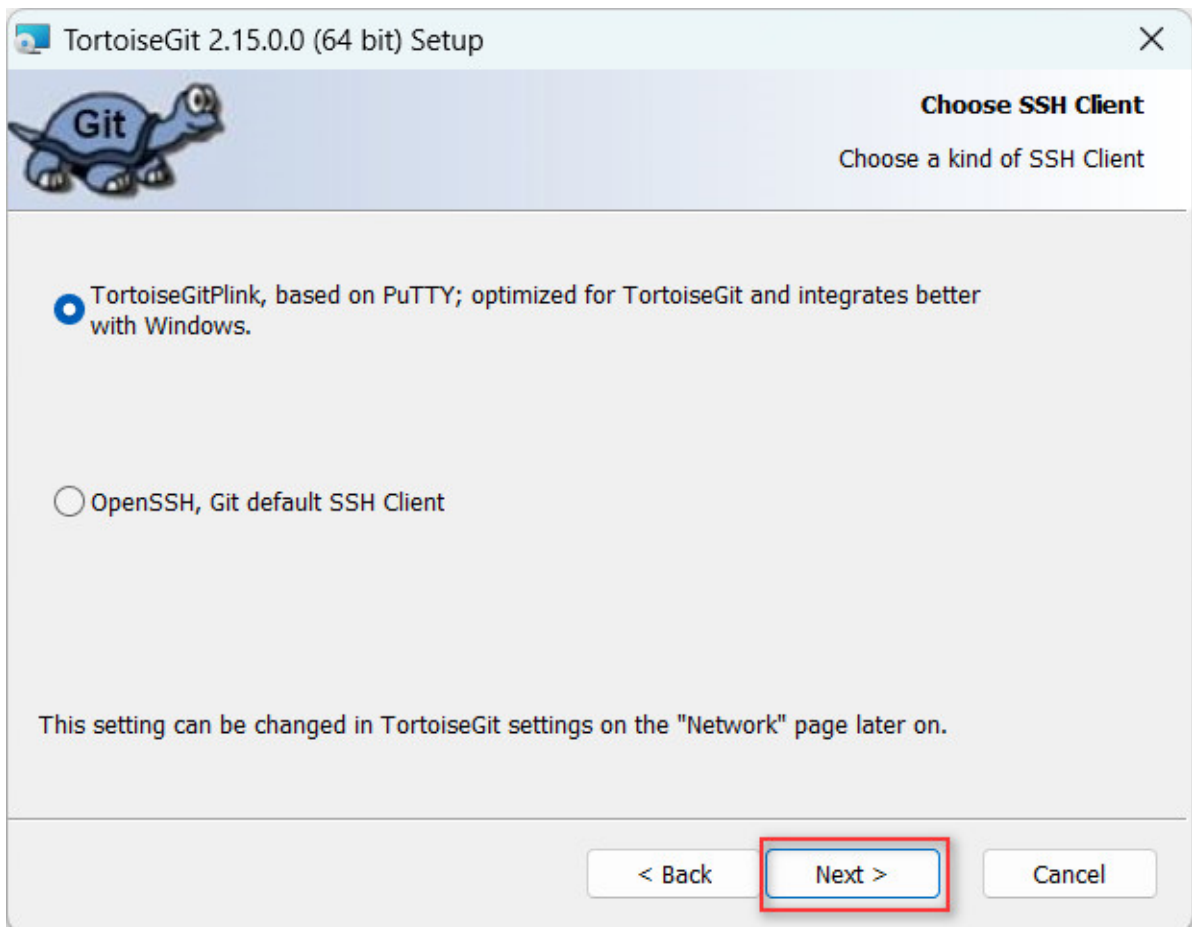 TortoiseGit 2.15.0.0 (64 bit) Setup
Git
Choose SSH Client
Choose a kind of SSH Client
TortoiseGitPlink, based on PuTTY; optimized for TortoiseGit and integrates better
with Windows.
OpenSSH, Git default SSH Client
This setting can be changed in TortoiseGit settings on the "Network" page later on.
< Back
Next >
Cancel